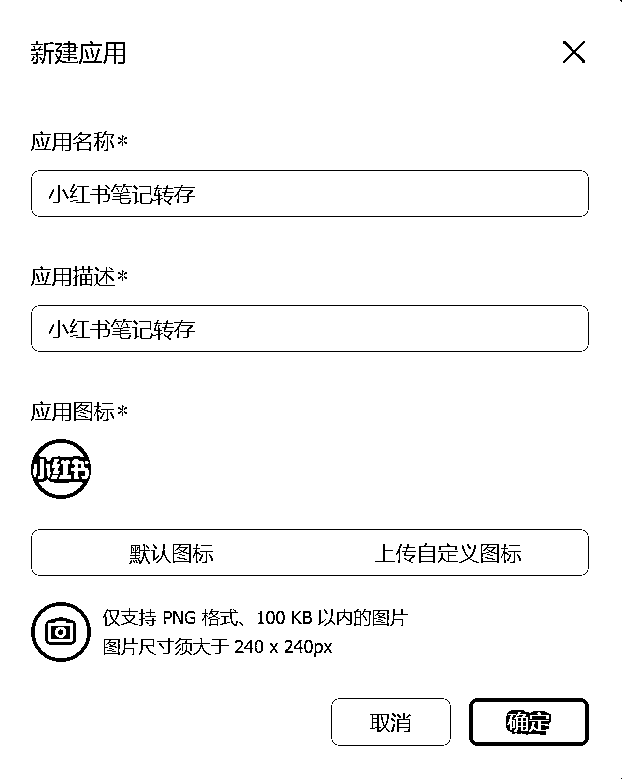 新建应用
应用名称*
小红书笔记转存
应用描述*
小红书笔记转存
应用图标*
小红书
默认图标 上传自定义图标
仅支持 PNG 格式、100 KB 以内的图片
图片尺寸须大于 240 x 240px
取消 确定